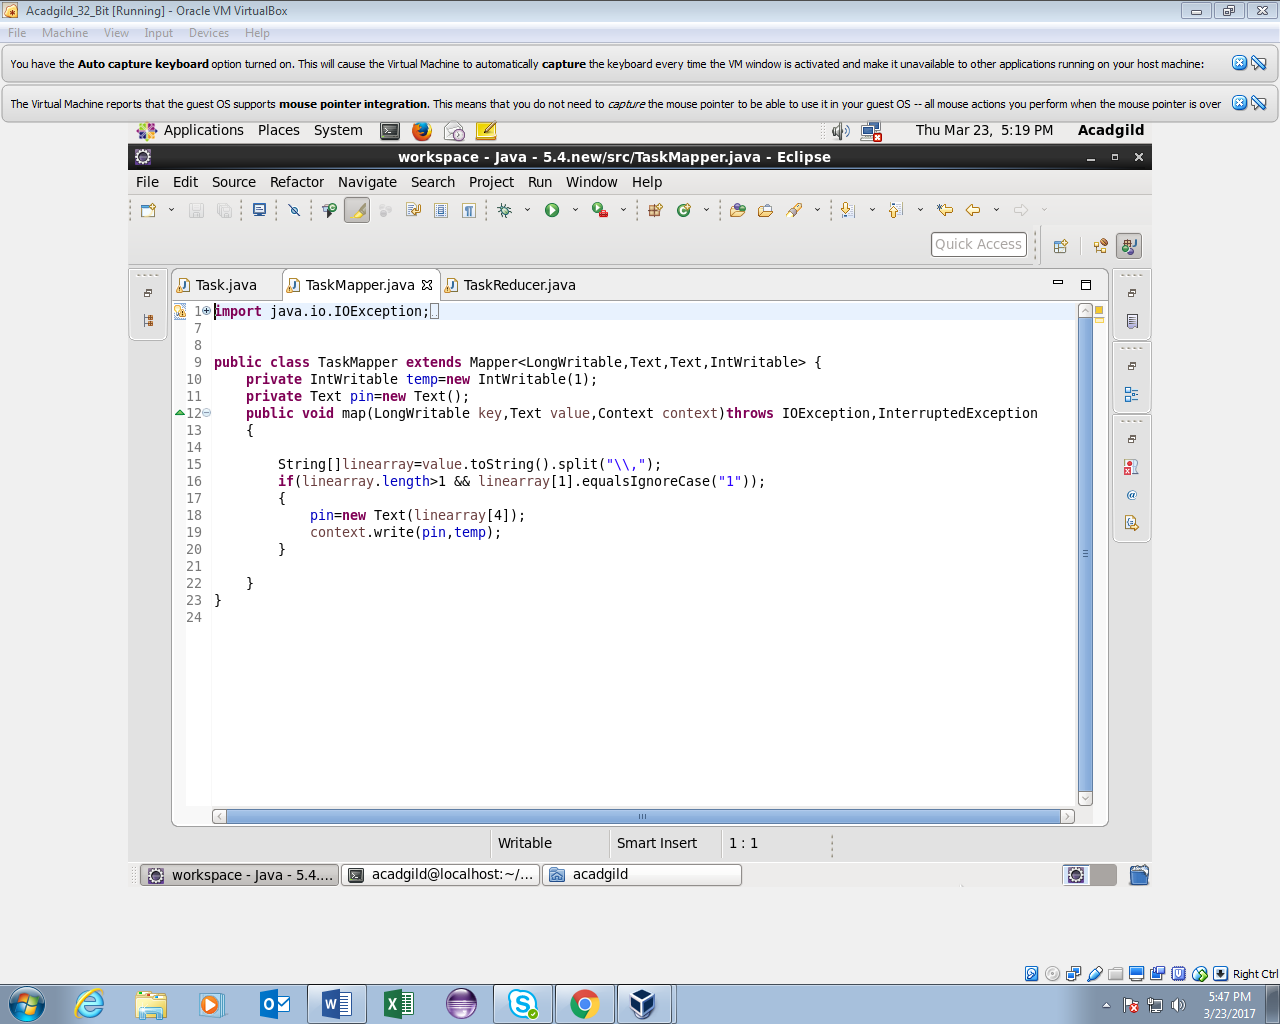 Acadgild_32_Bit [Running] - Oracle VM VirtualBox
File Machine View Input Devices Help
You have the Auto capture keyboard option turned on. This will cause the Virtual Machine to automatically capture the keyboard every time the VM window is activated and make it unavailable to other applications running on your host machine:
The Virtual Machine reports that the guest OS supports mouse pointer integration. This means that you do not need to capture the mouse pointer to be able to use it in your guest OS -- all mouse actions you perform when the mouse pointer is over
Applications Places System Thu Mar 23, 5:19 PM Acadgild
workspace - Java - 5.4.new/src/TaskMapper.java - Eclipse
File Edit Source Refactor Navigate Search Project Run Window Help
Quick Access
Task.java TaskMapper.java TaskReducer.java
1 import java.io.IOException;
7
8
9 public class TaskMapper extends Mapper<LongWritable,Text,Text,IntWritable> {
10 private IntWritable temp=new IntWritable(1);
11 private Text pin=new Text();
12 public void map(LongWritable key,Text value,Context context)throws IOException,InterruptedException
13 {
14
15 String[]linearray=value.toString().split("\\,");
16 if(linearray.length>1 && linearray[1].equalsIgnoreCase("1"));
17 {
18 pin=new Text(linearray[4]);
19 context.write(pin,temp);
20 }
21
22 }
23 }
24
Writable Smart Insert 1 : 1
workspace - Java - 5.4.... acadgild@localhost:~/... acadgild
Right Ctrl
5:47 PM
3/23/2017